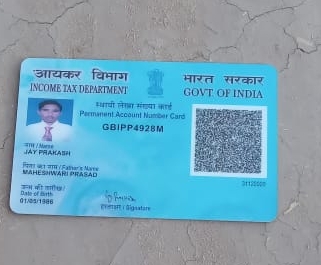 आयकर विभाग
INCOME TAX DEPARTMENT
भारत सरकार
GOVT. OF INDIA
स्थायी लेखा संख्या कार्ड
Permanent Account Number Card
GBIPP4928M
नाम / Name
JAY PRAKASH
पिता का नाम / Father's Name
MAHESHWARI PRASAD
जन्म की तारीख /
Date of Birth
01/05/1986
हस्ताक्षर / Signature